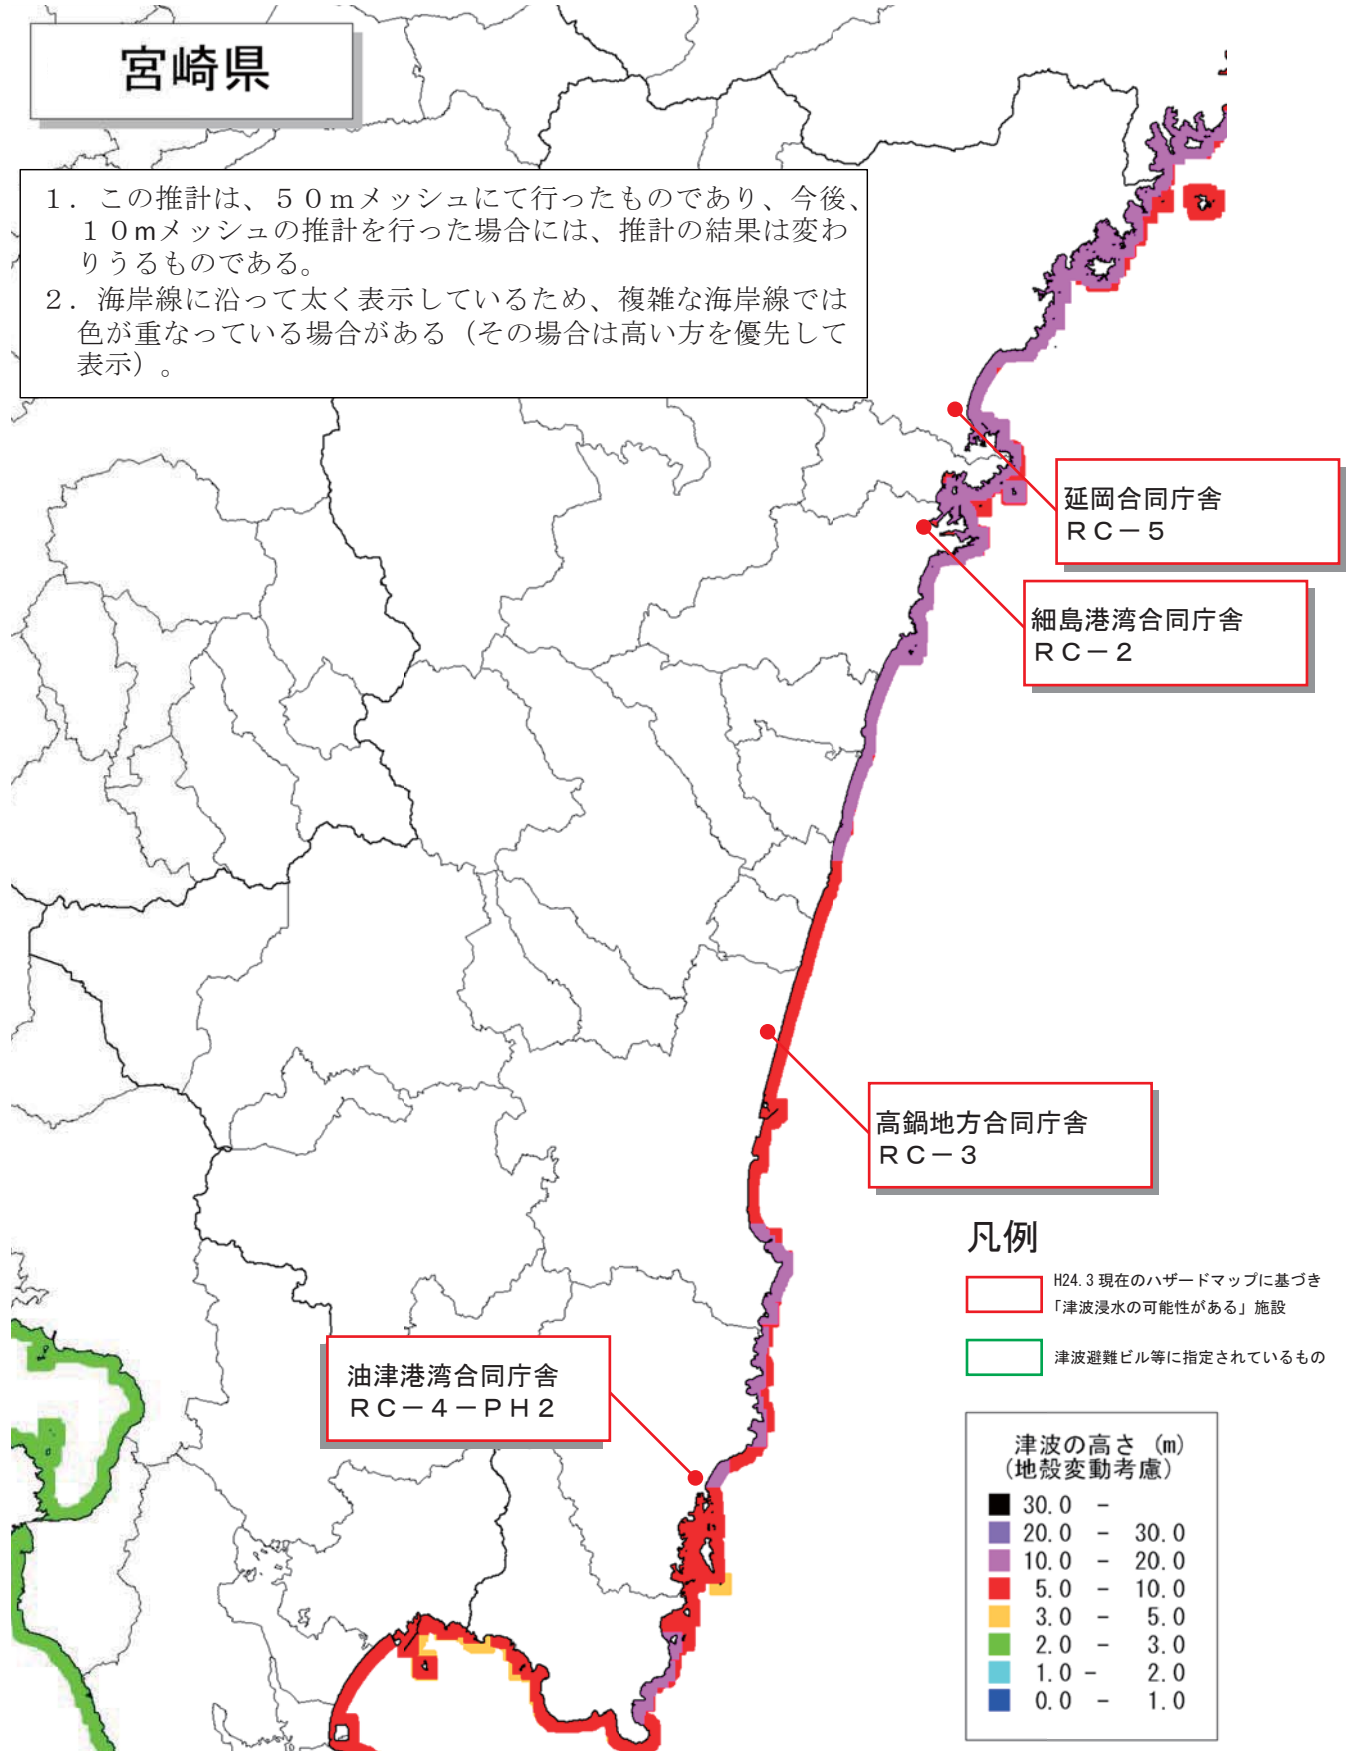 宮崎県
１．この推計は、５０ｍメッシュにて行ったものであり、今後、
１０ｍメッシュの推計を行った場合には、推計の結果は変わ
りうるものである。
２．海岸線に沿って太く表示しているため、複雑な海岸線では
色が重なっている場合がある（その場合は高い方を優先して
表示）。
延岡合同庁舎
ＲＣ－５
細島港湾合同庁舎
ＲＣ－２
高鍋地方合同庁舎
ＲＣ－３
油津港湾合同庁舎
ＲＣ－４－ＰＨ２
凡例
H24.3 現在のハザードマップに基づき
「津波浸水の可能性がある」施設
津波避難ビル等に指定されているもの
津波の高さ (m)
(地殻変動考慮)
30.0 －
20.0 － 30.0
10.0 － 20.0
5.0 － 10.0
3.0 － 5.0
2.0 － 3.0
1.0 － 2.0
0.0 － 1.0